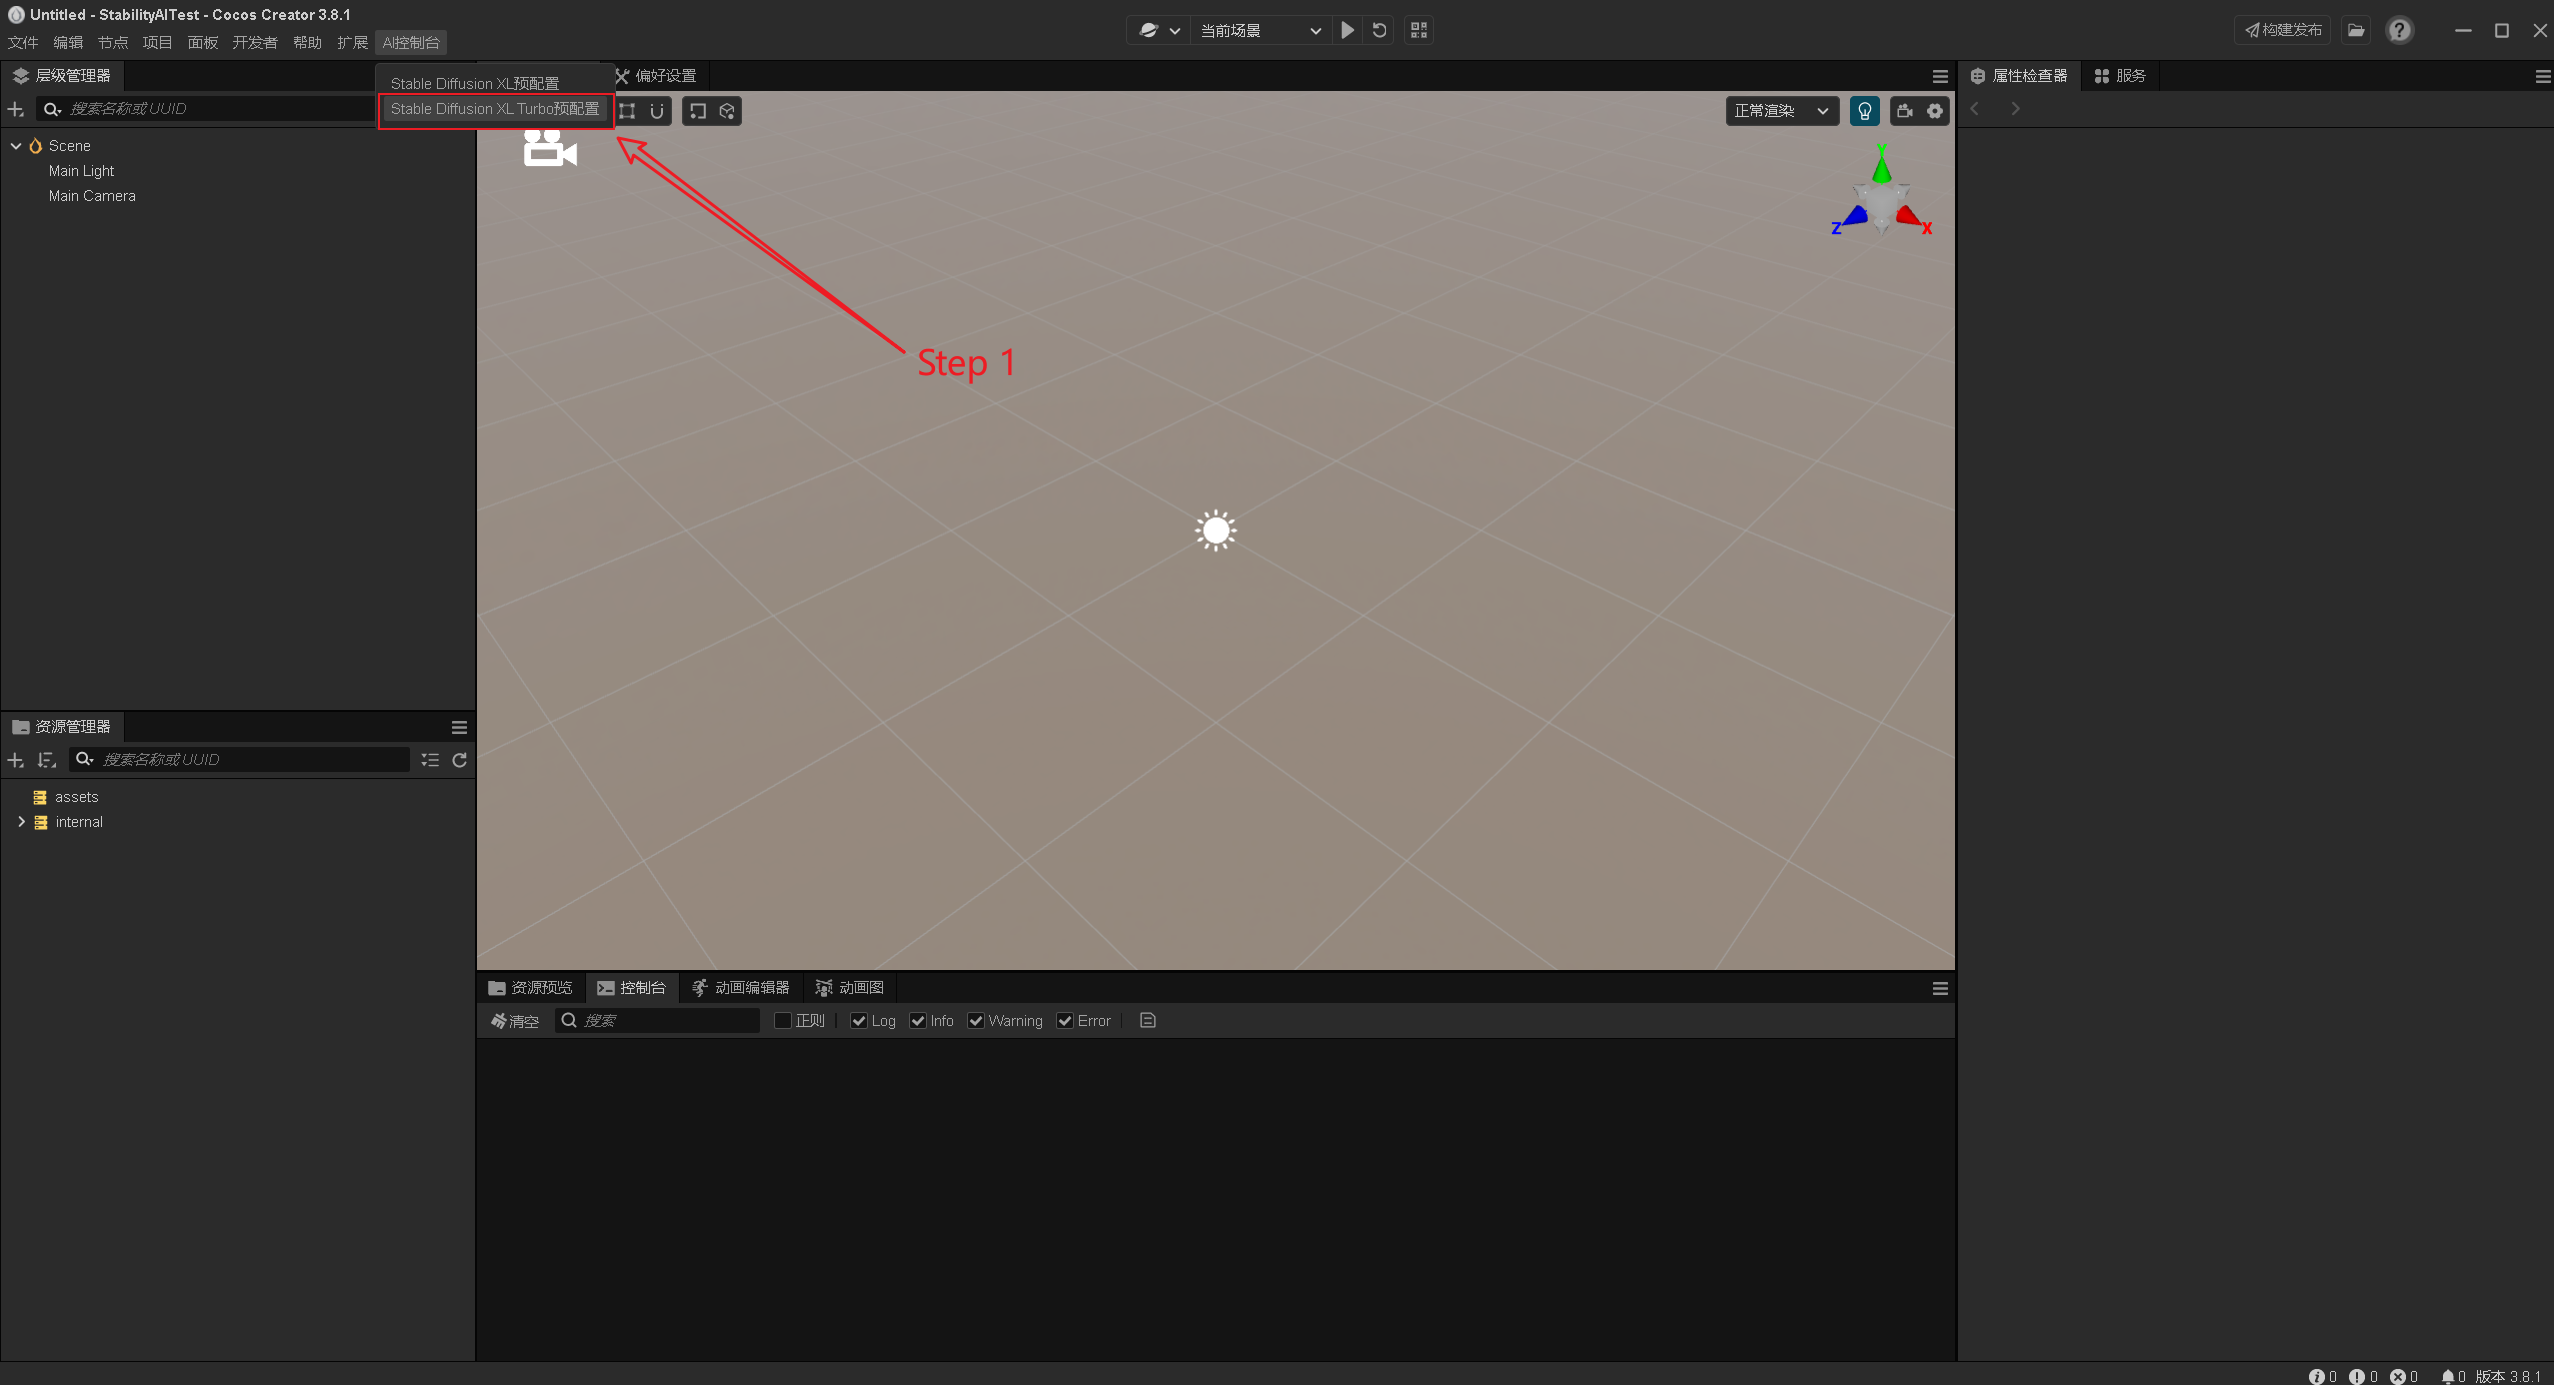 Untitled - StabilityAITest - Cocos Creator 3.8.1
文件 编辑 节点 项目 面板 开发者 帮助 扩展 AI控制台
当前场景
构建发布
层级管理器
搜索名称或 UUID
Scene
Main Light
Main Camera
Stable Diffusion XL预配置
Stable Diffusion XL Turbo预配置
偏好设置
正常渲染
Y
Z
X
Step 1
属性检查器 服务
资源管理器
搜索名称或 UUID
assets
internal
资源预览 控制台 动画编辑器 动画图
清空 搜索 正则 Log Info Warning Error
0 0 0 0 版本 3.8.1